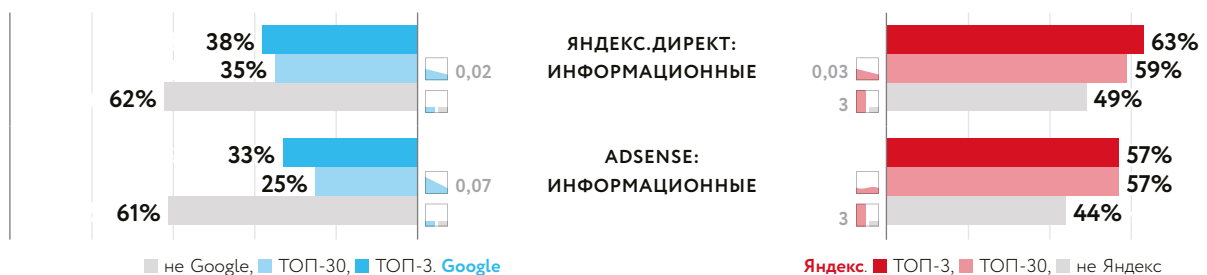 38%
35%
62%
0,02
ЯНДЕКС.ДИРЕКТ:
ИНФОРМАЦИОННЫЕ
0,03
3
63%
59%
49%
33%
25%
61%
0,07
ADSENSE:
ИНФОРМАЦИОННЫЕ
3
57%
57%
44%
не Google, ТОП-30, ТОП-3. Google
Яндекс. ТОП-3, ТОП-30, не Яндекс